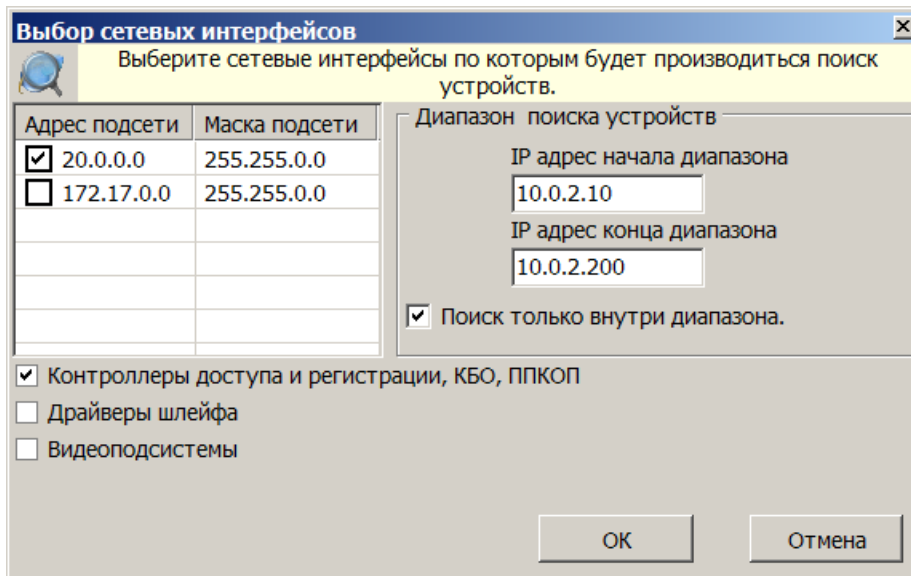 Выбор сетевых интерфейсов
Выберите сетевые интерфейсы по которым будет производиться поиск
устройств.
Адрес подсети Маска подсети
20.0.0.0 255.255.0.0
172.17.0.0 255.255.0.0
Диапазон поиска устройств
IP адрес начала диапазона
10.0.2.10
IP адрес конца диапазона
10.0.2.200
Поиск только внутри диапазона.
Контроллеры доступа и регистрации, КБО, ППКОП
Драйверы шлейфа
Видеоподсистемы
ОК Отмена